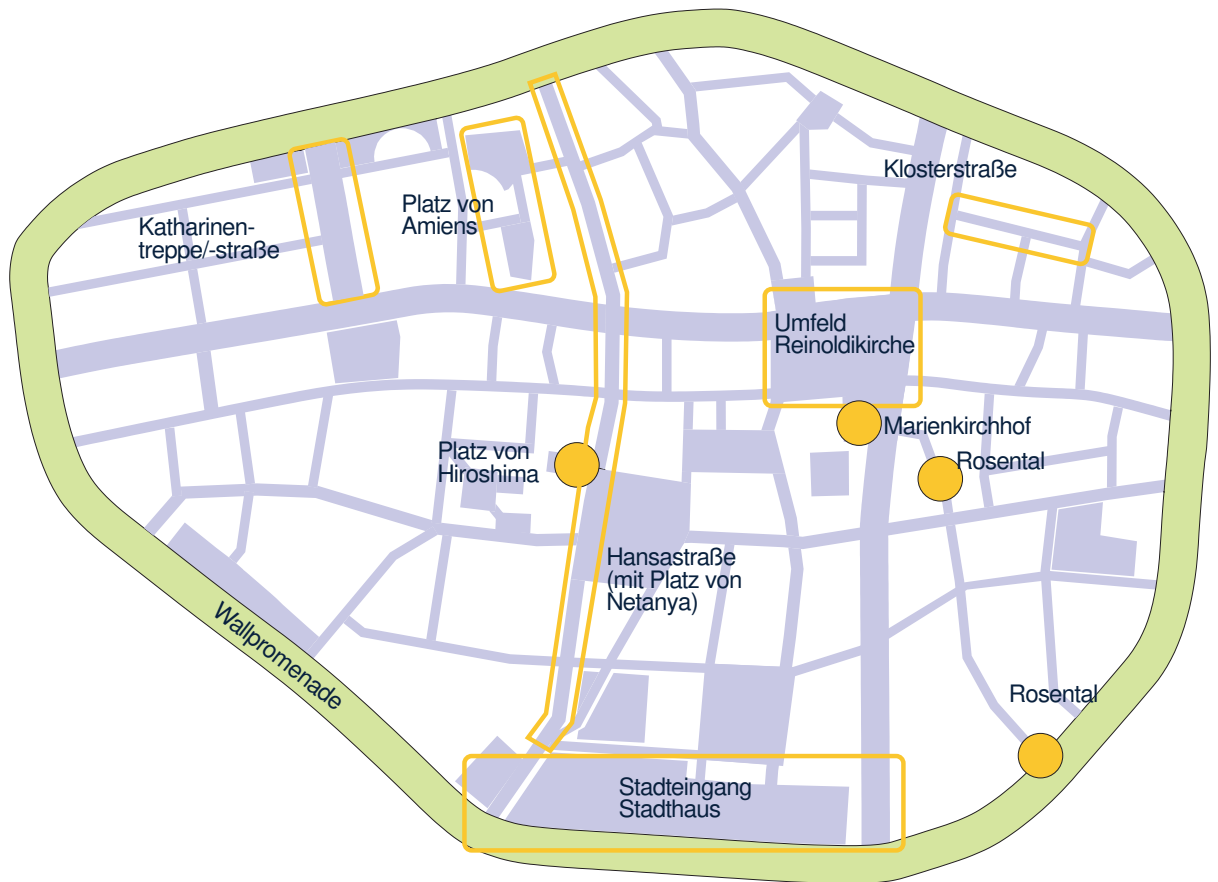 Klosterstraße
Platz von
Amiens
Katharinen-
treppe/-straße
Umfeld
Reinoldikirche
Marienkirchhof
Platz von
Hiroshima
Rosental
Hansastraße
(mit Platz von
Netanya)
Wallpromenade
Rosental
Stadteingang
Stadthaus